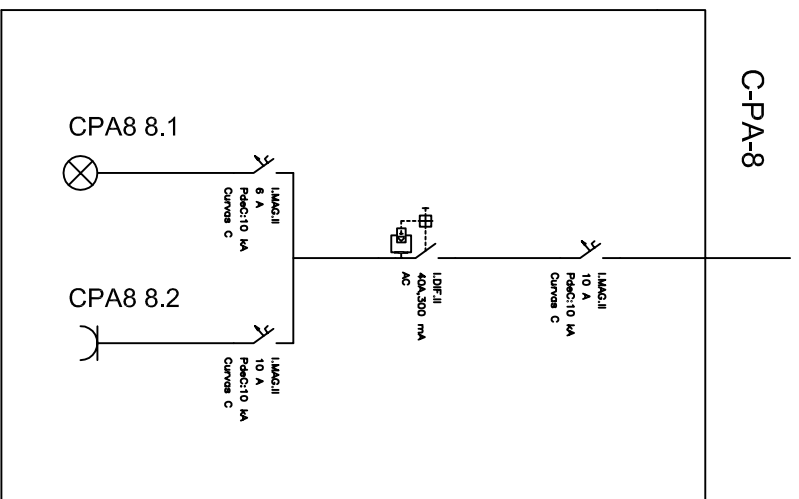 C-PA-8
CPA8 8.1
I.MAG.II
6 A
PdeC:10 kA
Curvas C
I.DIF.II
40A,300 mA
AC
I.MAG.II
10 A
PdeC:10 kA
Curvas C
CPA8 8.2
I.MAG.II
10 A
PdeC:10 kA
Curvas C